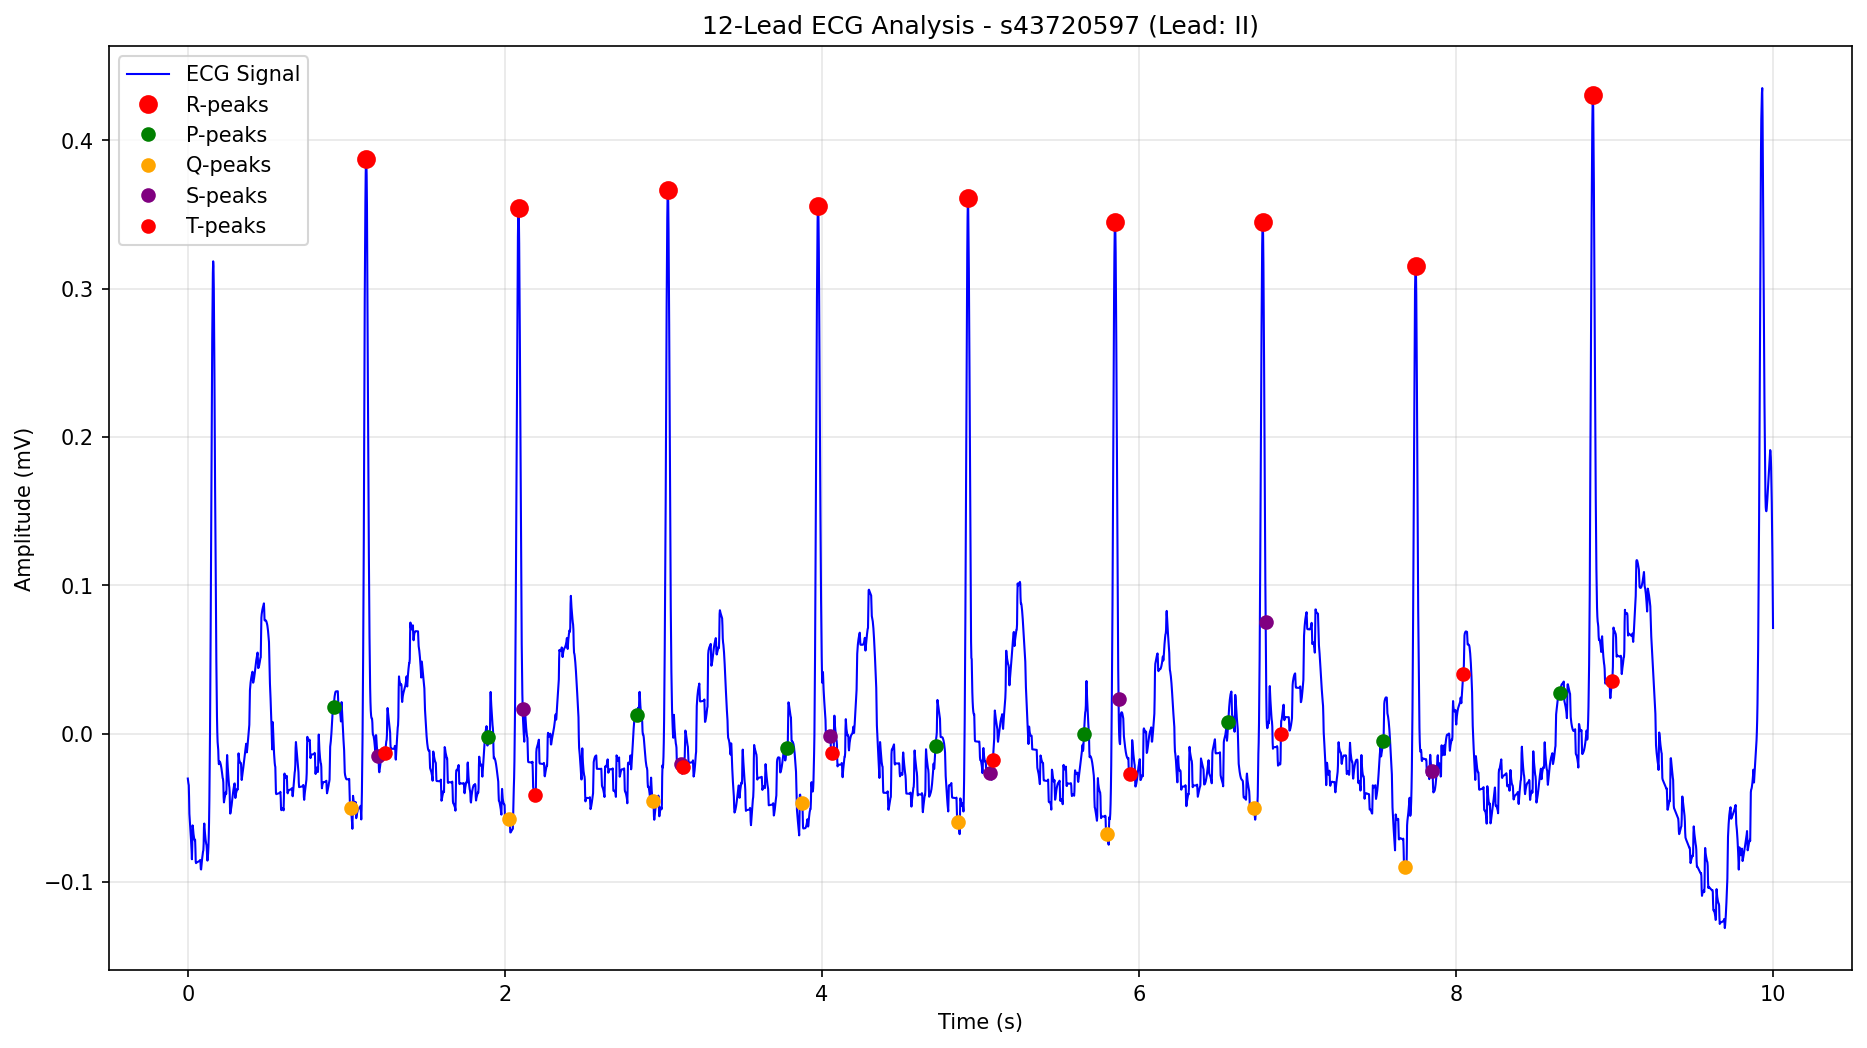 12-Lead ECG Analysis - s43720597 (Lead: II)
ECG Signal
R-peaks
P-peaks
Q-peaks
S-peaks
T-peaks
Amplitude (mV)
0.4
0.3
0.2
0.1
0.0
−0.1
0 2 4 6 8 10
Time (s)